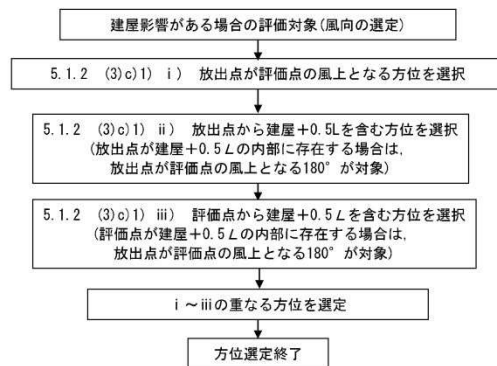 建屋影響がある場合の評価対象(風向の選定)
5.1.2 (3)c)1) ⅰ) 放出点が評価点の風上となる方位を選択
5.1.2 (3)c)1) ⅱ) 放出点から建屋+0.5Lを含む方位を選択
(放出点が建屋+0.5Lの内部に存在する場合は,
放出点が評価点の風上となる180°が対象)
5.1.2 (3)c)1) ⅲ) 評価点から建屋+0.5Lを含む方位を選択
(評価点が建屋+0.5Lの内部に存在する場合は,
放出点が評価点の風上となる180°が対象)
ⅰ~ⅲの重なる方位を選定
方位選定終了